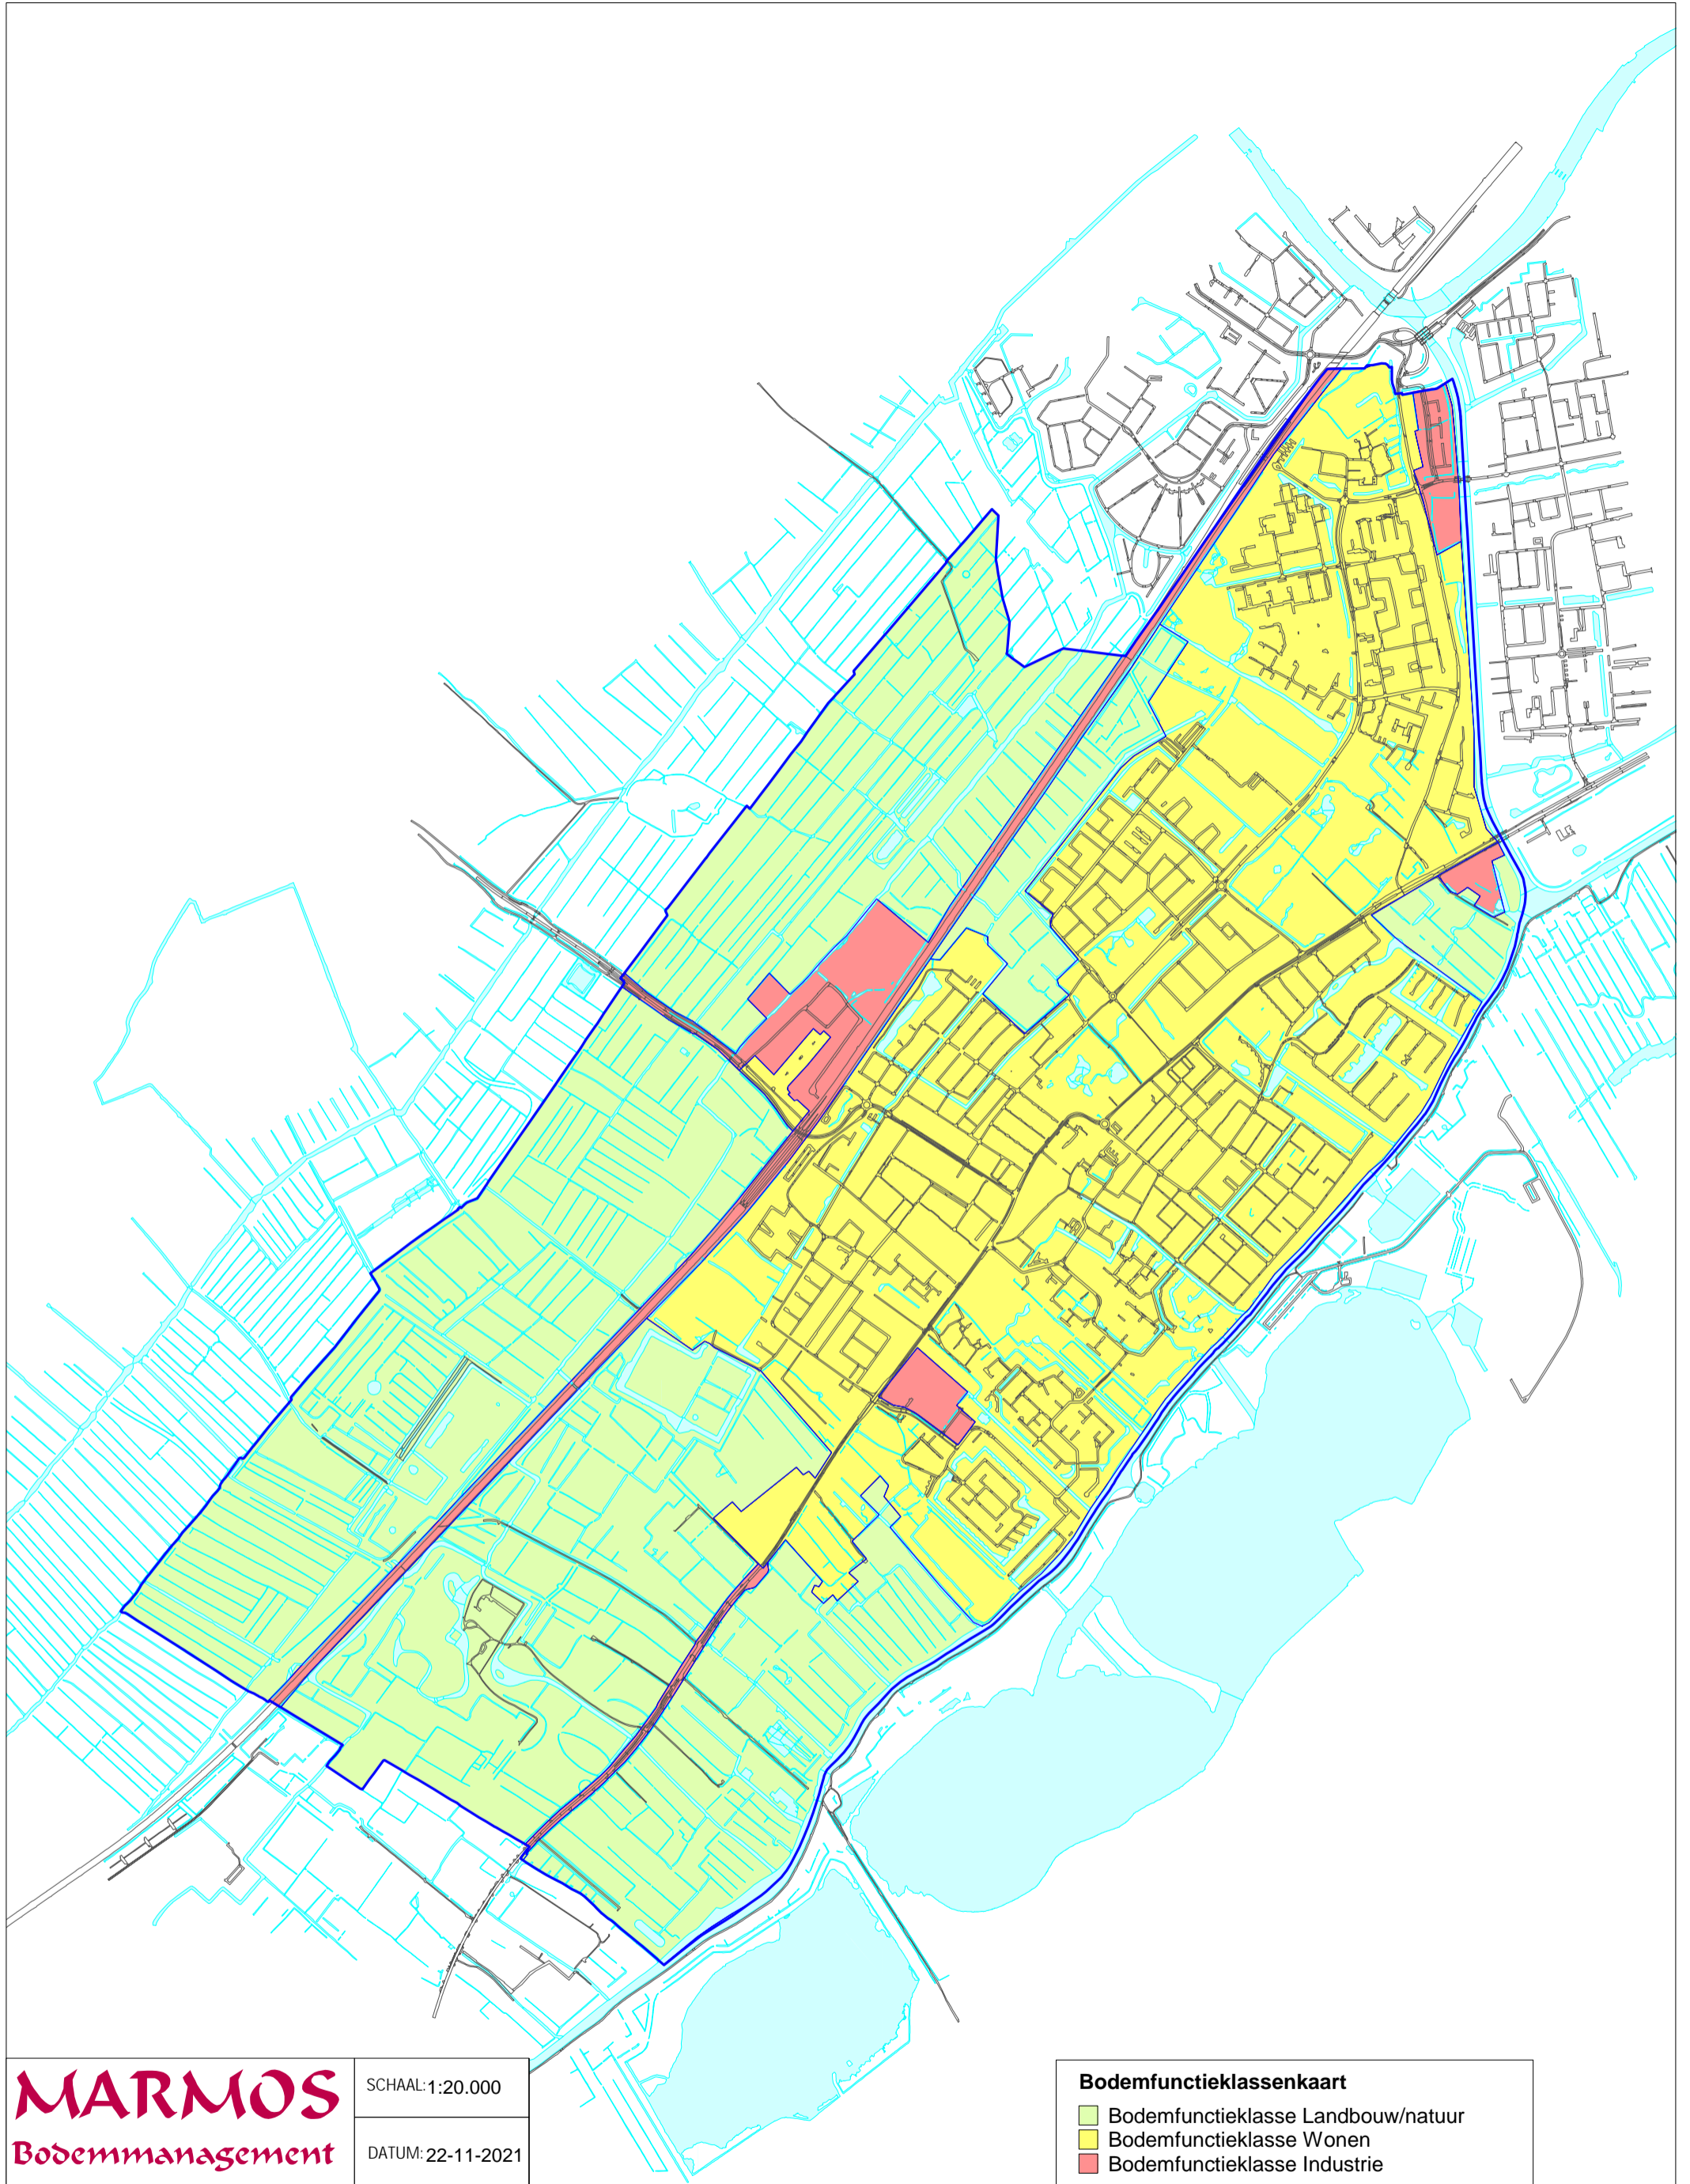 MARMOS
Bodemmanagement
SCHAAL: 1:20.000
DATUM: 22-11-2021
Bodemfunctieklassenkaart
Bodemfunctieklasse Landbouw/natuur
Bodemfunctieklasse Wonen
Bodemfunctieklasse Industrie